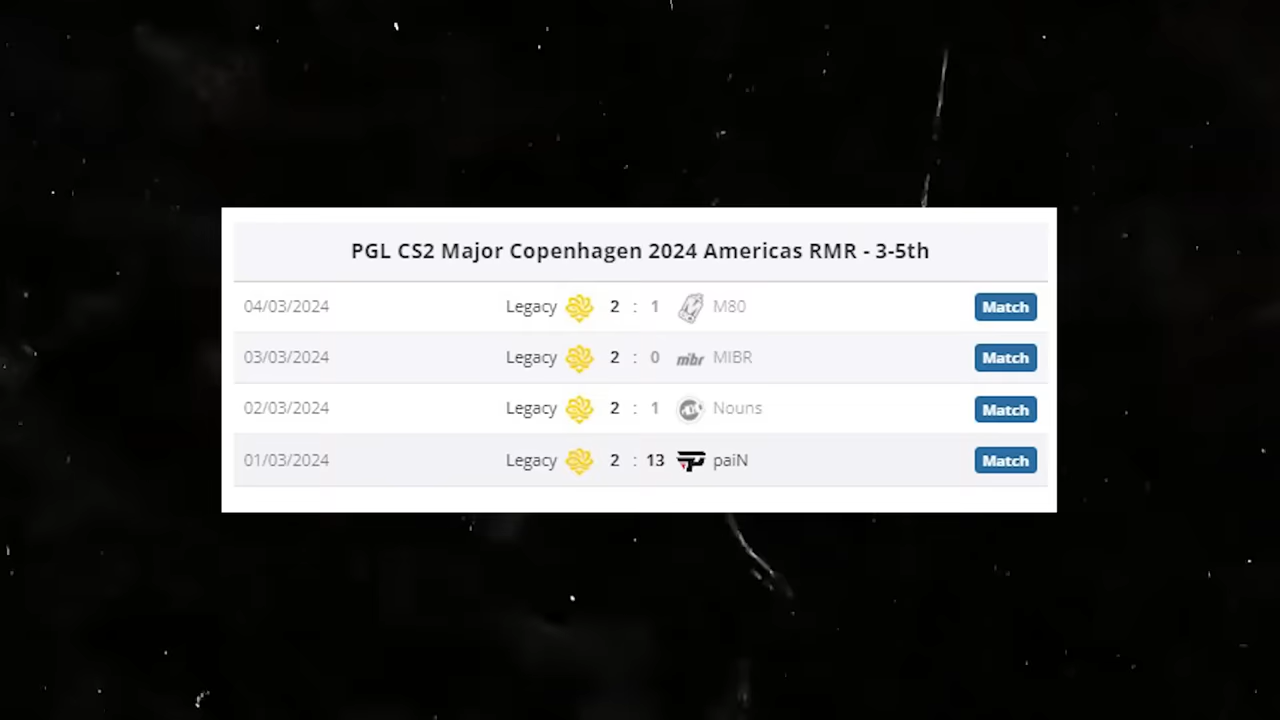 PGL CS2 Major Copenhagen 2024 Americas RMR - 3-5th
04/03/2024 Legacy 2 : 1 M80 Match
03/03/2024 Legacy 2 : 0 mibr MIBR Match
02/03/2024 Legacy 2 : 1 Nouns Match
01/03/2024 Legacy 2 : 13 paiN Match